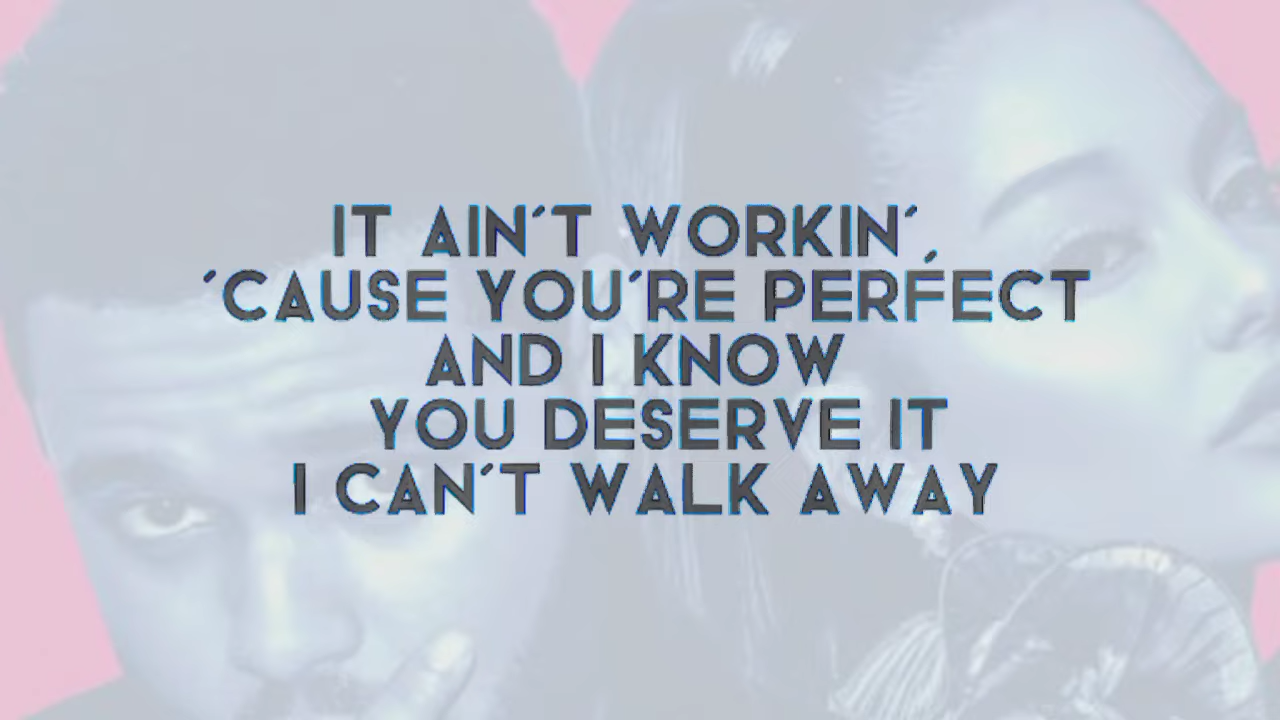 IT AIN´T WORKIN´,
´CAUSE YOU´RE PERFECT
AND I KNOW
YOU DESERVE IT
I CAN´T WALK AWAY